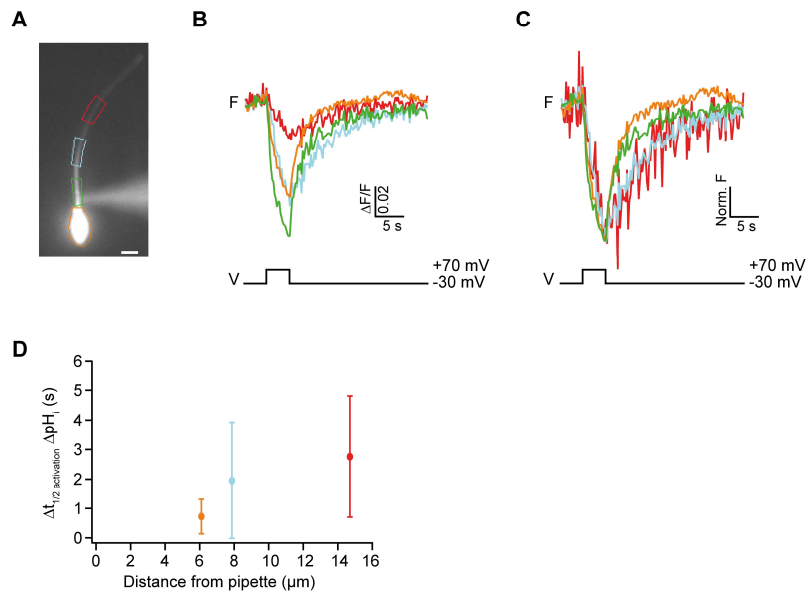 A
B
C
F
F
ΔF/F
0.02
5 s
Norm. F
5 s
V
+70 mV
-30 mV
V
+70 mV
-30 mV
D
Δt1/2 activation ΔpHi (s)
6
5
4
3
2
1
0
0 2 4 6 8 10 12 14 16
Distance from pipette (µm)